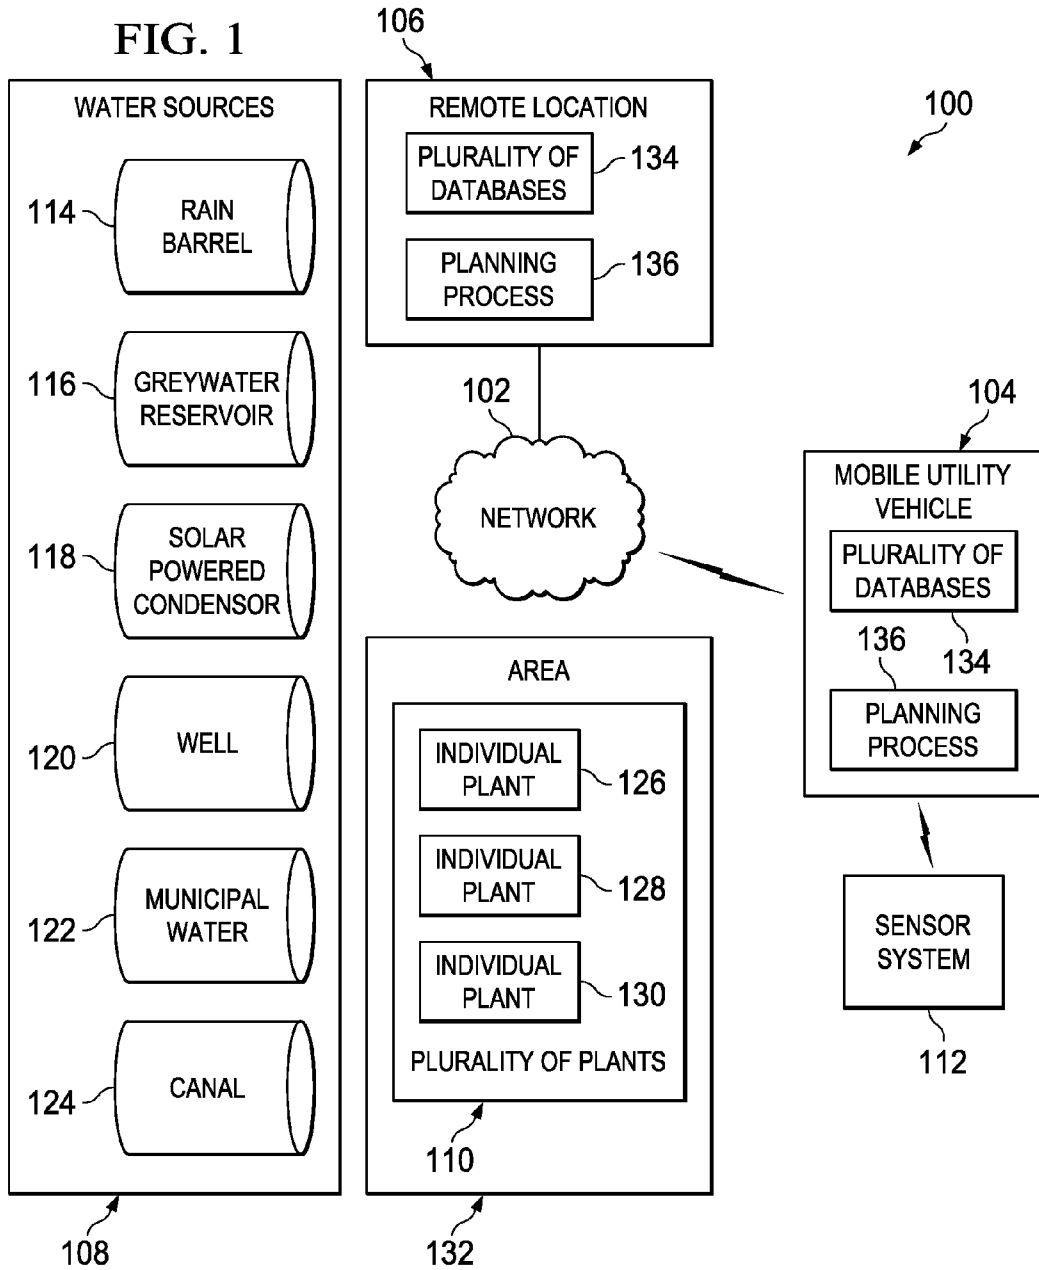 FIG. 1
WATER SOURCES
114
RAIN
BARREL
116
GREYWATER
RESERVOIR
118
SOLAR
POWERED
CONDENSOR
120
WELL
122
MUNICIPAL
WATER
124
CANAL
108
106
REMOTE LOCATION
PLURALITY OF
DATABASES
134
PLANNING
PROCESS
136
102
NETWORK
100
104
MOBILE UTILITY
VEHICLE
PLURALITY OF
DATABASES
134
136
PLANNING
PROCESS
SENSOR
SYSTEM
112
AREA
INDIVIDUAL
PLANT
126
INDIVIDUAL
PLANT
128
INDIVIDUAL
PLANT
130
PLURALITY OF PLANTS
110
132